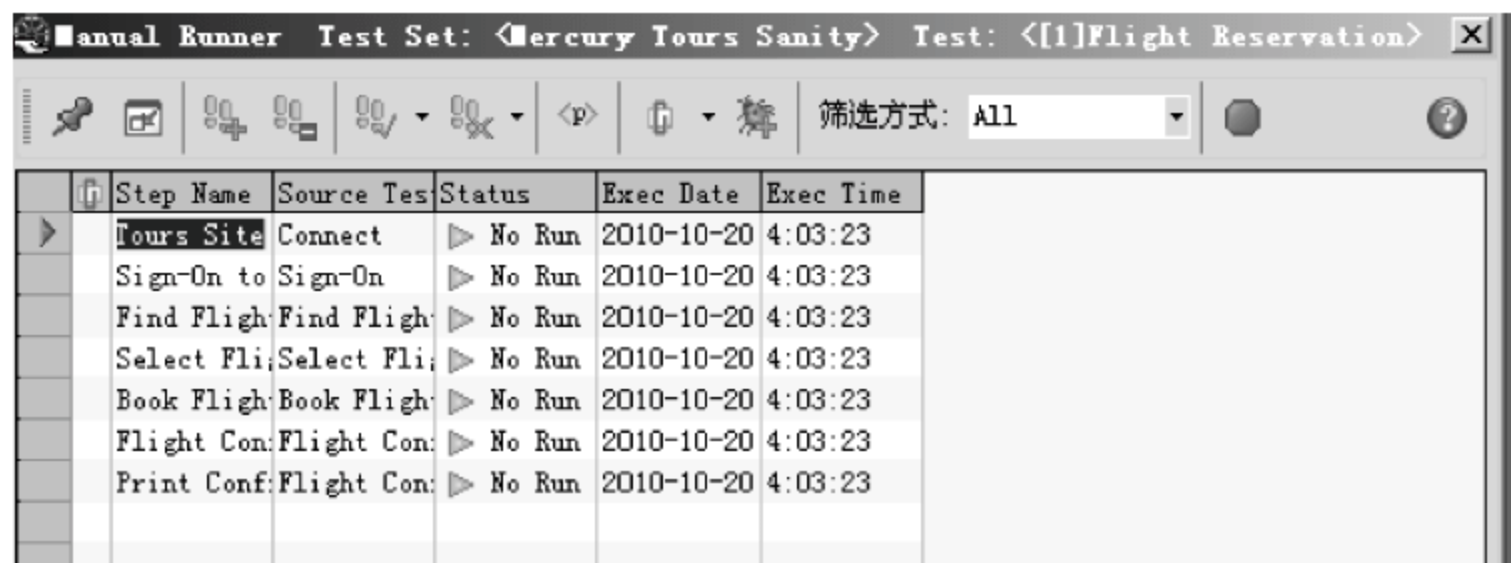 Manual Runner Test Set: <Mercury Tours Sanity> Test: <[1]Flight Reservation>
<p> 筛选方式: All
Step Name Source Tes Status Exec Date Exec Time
Tours Site Connect No Run 2010-10-20 4:03:23
Sign-On to Sign-On No Run 2010-10-20 4:03:23
Find Fligh Find Fligh No Run 2010-10-20 4:03:23
Select Fli Select Fli No Run 2010-10-20 4:03:23
Book Fligh Book Fligh No Run 2010-10-20 4:03:23
Flight Con Flight Con No Run 2010-10-20 4:03:23
Print Conf Flight Con No Run 2010-10-20 4:03:23